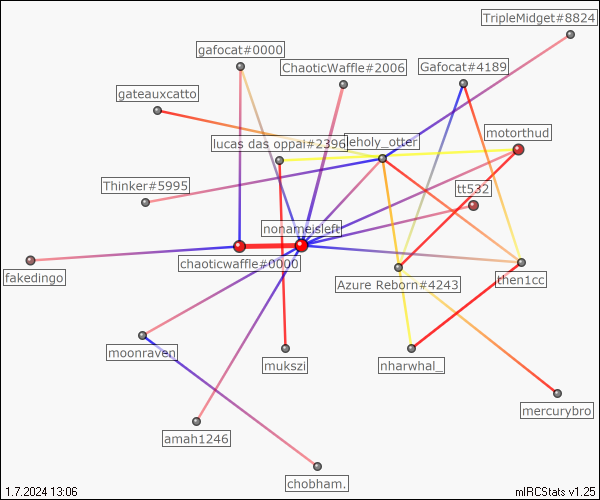 TripleMidget#8824
gafocat#0000
ChaoticWaffle#2006
Gafocat#4189
gateauxcatto
motorthud
lucas das oppai#2396
eholy_otter
Thinker#5995
tt532
nonameisleft
chaoticwaffle#0000
fakedingo
Azure Reborn#4243
then1cc
moonraven
mukszi
nharwhal_
mercurybro
amah1246
chobham.
1.7.2024 13:06
mIRCStats v1.25